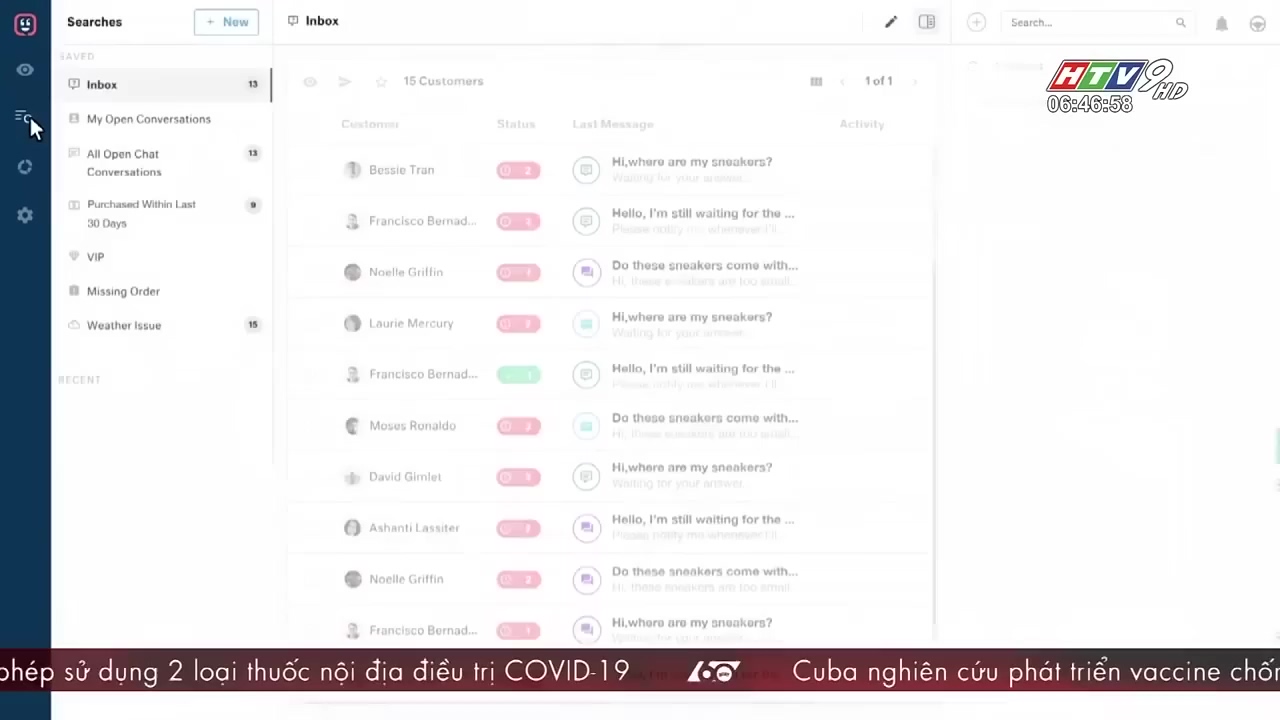 Searches
+ New
Inbox
Search...
SAVED
Inbox 13
My Open Conversations
All Open Chat 13
Conversations
Purchased Within Last 9
30 Days
VIP
Missing Order
Weather Issue 15
RECENT
15 Customers
1 of 1
HTV9 HD
06:46:58
Customer Status Last Message Activity
Bessie Tran 2 Hi,where are my sneakers?
Waiting for your answer...
Francisco Bernad... Hello, I'm still waiting for the ...
Please notify me whenever I'll...
Noelle Griffin Do these sneakers come with...
Hi, these sneakers are too small...
Laurie Mercury Hi,where are my sneakers?
Waiting for your answer...
Francisco Bernad... 1 Hello, I'm still waiting for the ...
Please notify me whenever I'll
Moses Ronaldo Do these sneakers come with...
Hi, these sneakers are too small...
David Gimlet Hi,where are my sneakers?
Waiting for your answer...
Ashanti Lassiter Hello, I'm still waiting for the ...
Please notify me whenever I'll
Noelle Griffin 2 Do these sneakers come with...
Hi, these sneakers are too small
Francisco Bernad... 1 Hi,where are my sneakers?
Waiting for your answer...
phép sử dụng 2 loại thuốc nội địa điều trị COVID-19 60 Cuba nghiên cứu phát triển vaccine chốn